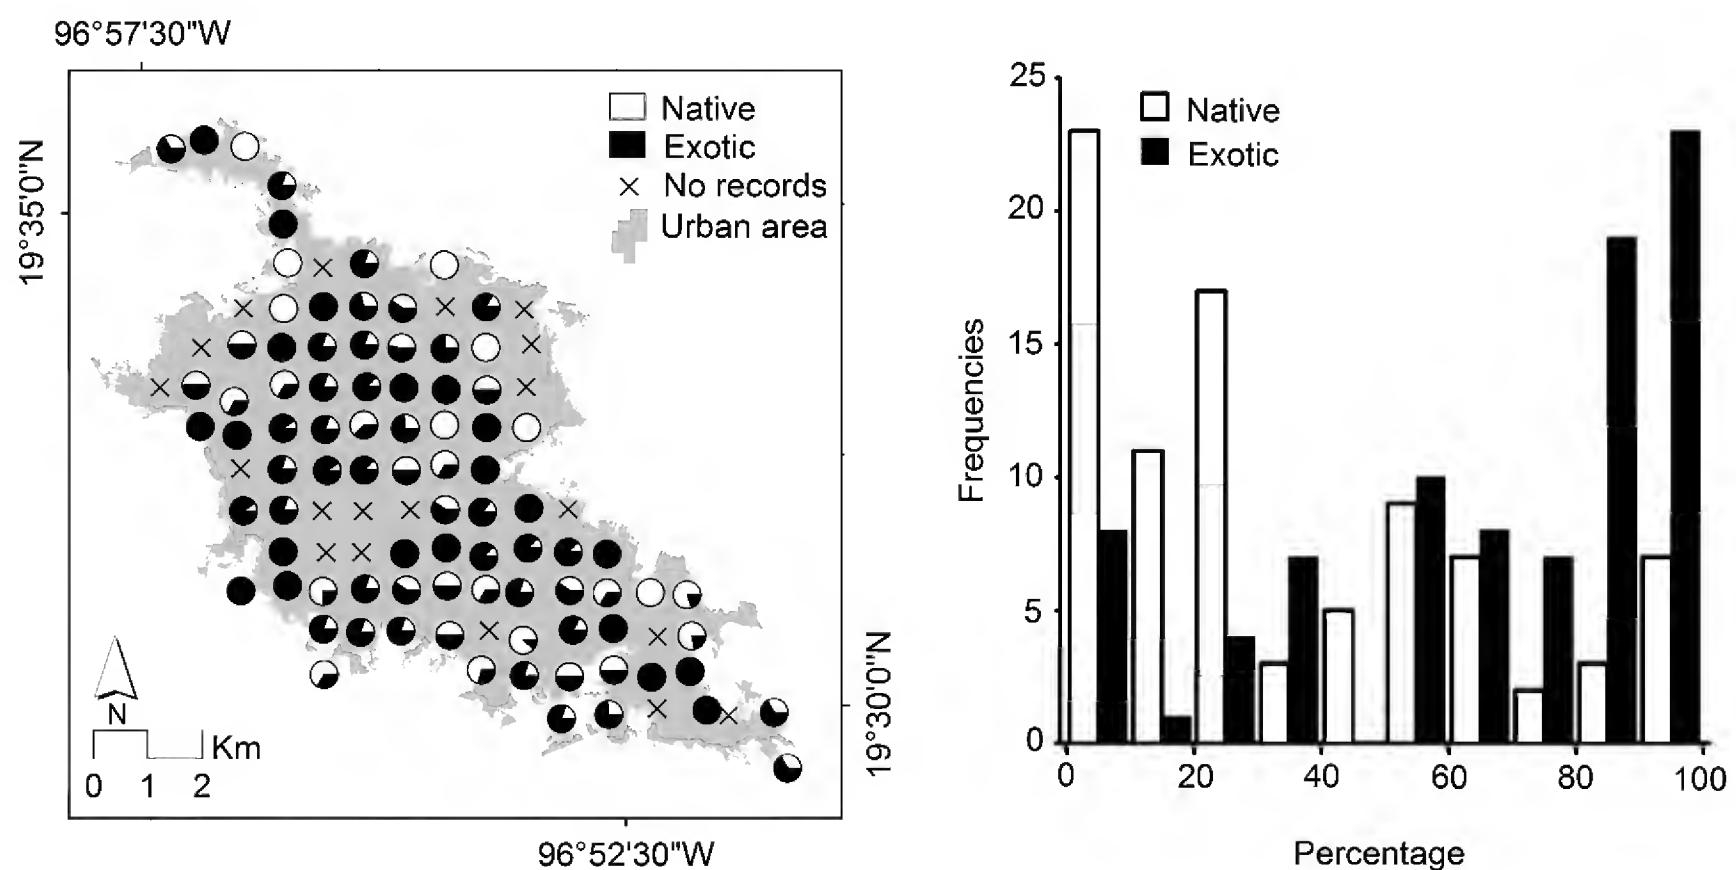 96°57'30"W
Native
Exotic
No records
Urban area
19°35'0"N
N
Km
0 1 2
19°30'0"N
96°52'30"W
25
20
15
10
5
0
Frequencies
Native
Exotic
0 20 40 60 80 100
Percentage